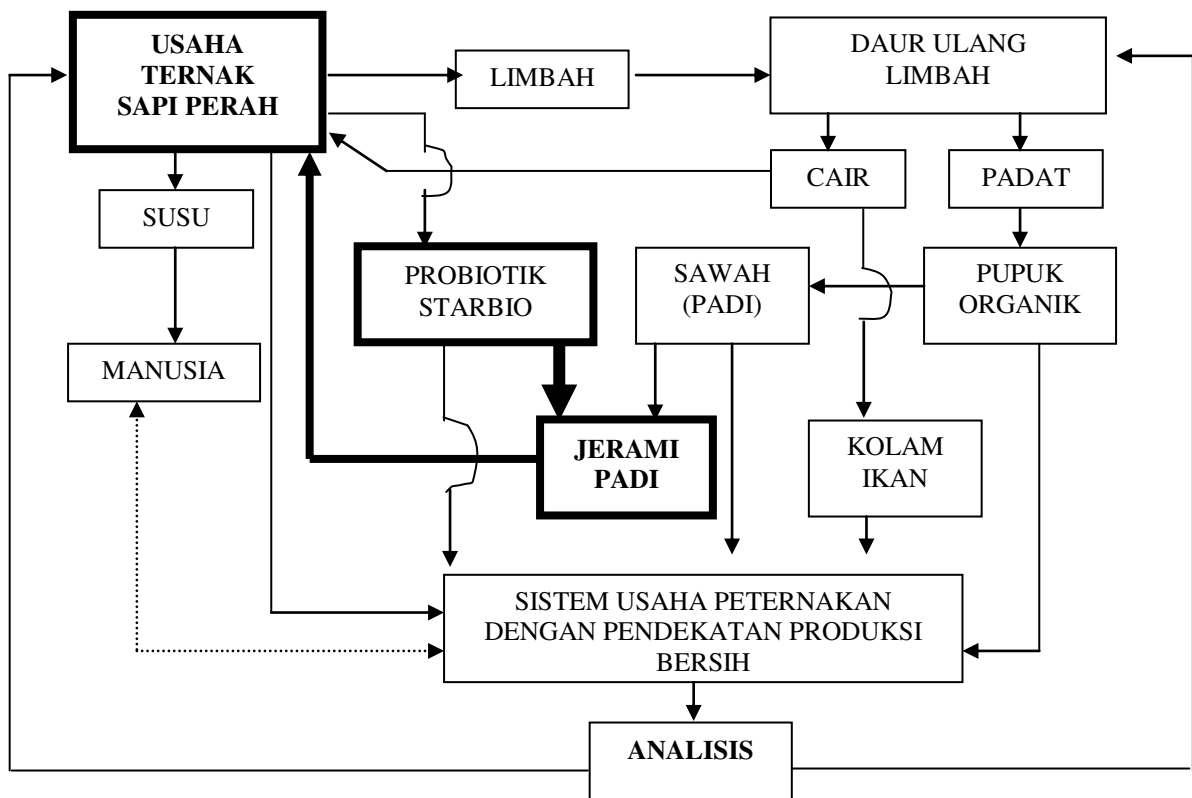 USAHA
TERNAK
SAPI PERAH
LIMBAH
DAUR ULANG
LIMBAH
CAIR
PADAT
SUSU
PROBIOTIK
STARBIO
SAWAH
(PADI)
PUPUK
ORGANIK
MANUSIA
JERAMI
PADI
KOLAM
IKAN
SISTEM USAHA PETERNAKAN
DENGAN PENDEKATAN PRODUKSI
BERSIH
ANALISIS